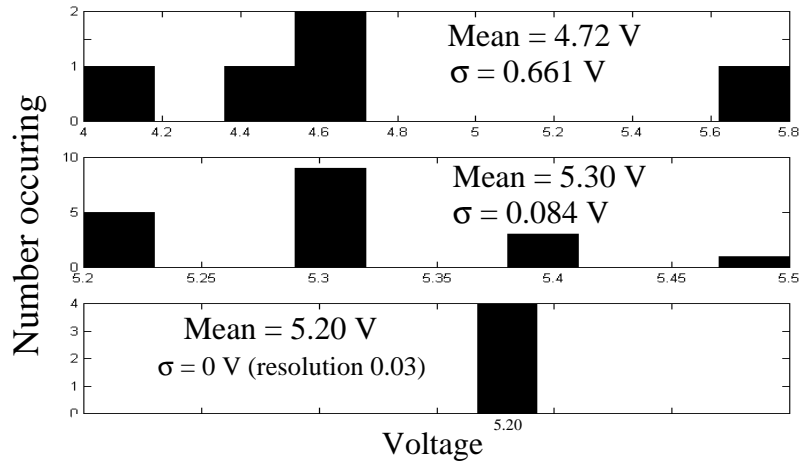 Number occuring
2
1
0
Mean = 4.72 V
σ = 0.661 V
4 4.2 4.4 4.6 4.8 5 5.2 5.4 5.6 5.8
10
5
0
Mean = 5.30 V
σ = 0.084 V
5.2 5.25 5.3 5.35 5.4 5.45 5.5
4
3
2
1
0
Mean = 5.20 V
σ = 0 V (resolution 0.03)
5.20
Voltage